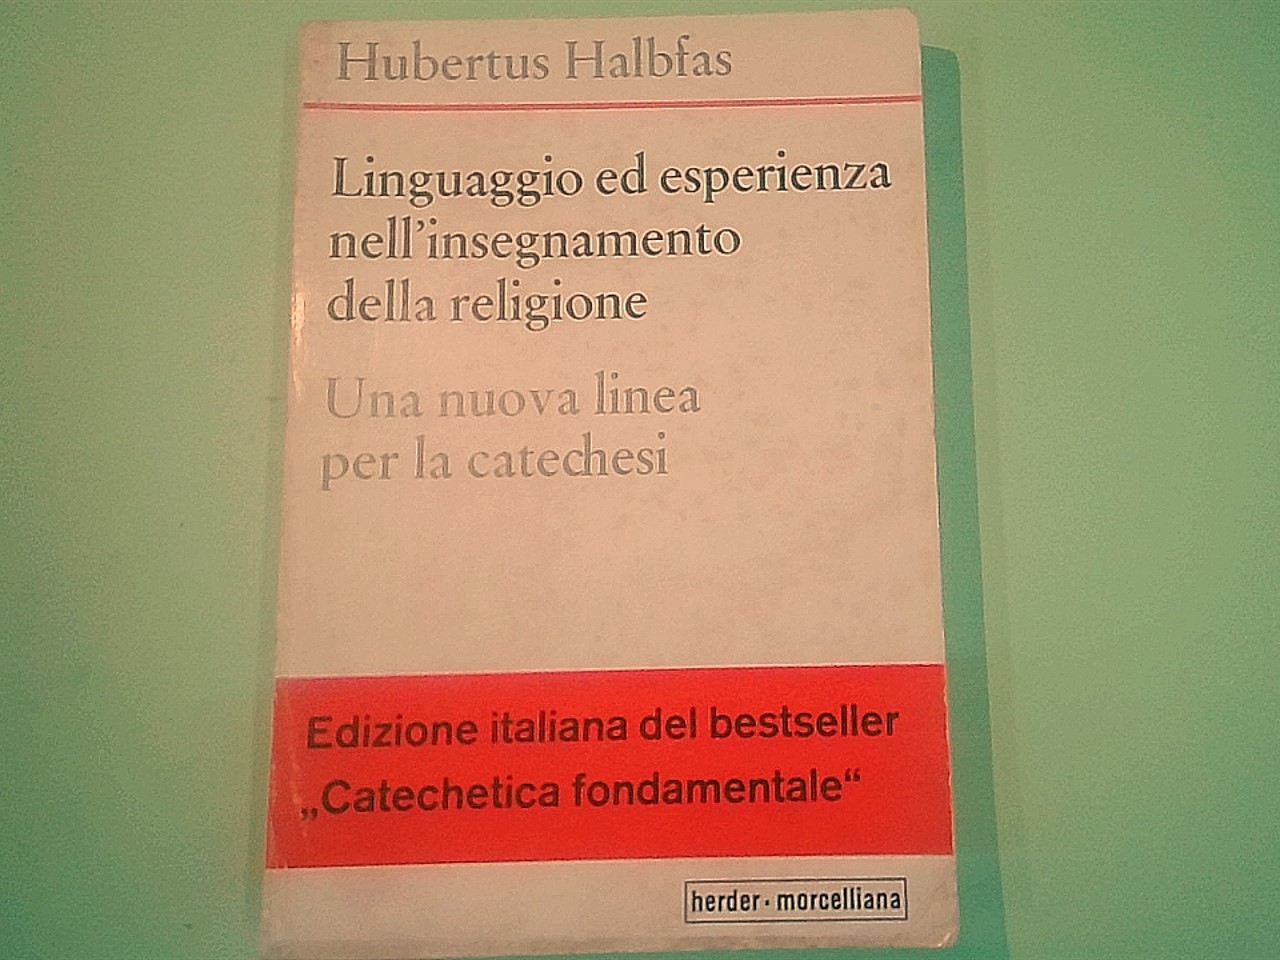 Hubertus Halbfas
Linguaggio ed esperienza
nell'insegnamento
della religione
Una nuova linea
per la catechesi
Edizione italiana del bestseller
„Catechetica fondamentale“
herder · morcelliana